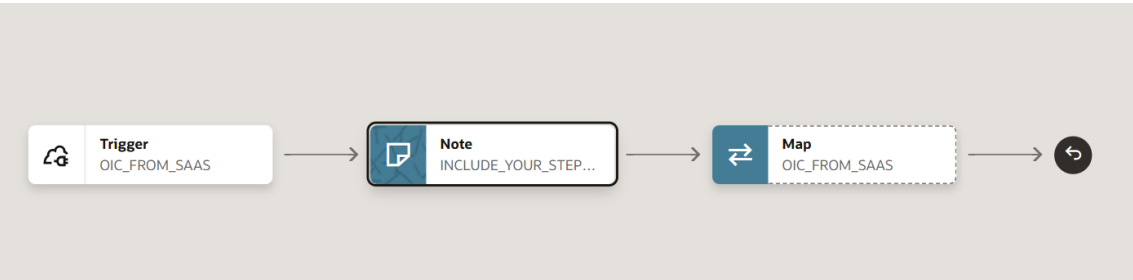 Trigger
OIC_FROM_SAAS
Note
INCLUDE_YOUR_STEP...
Map
OIC_FROM_SAAS